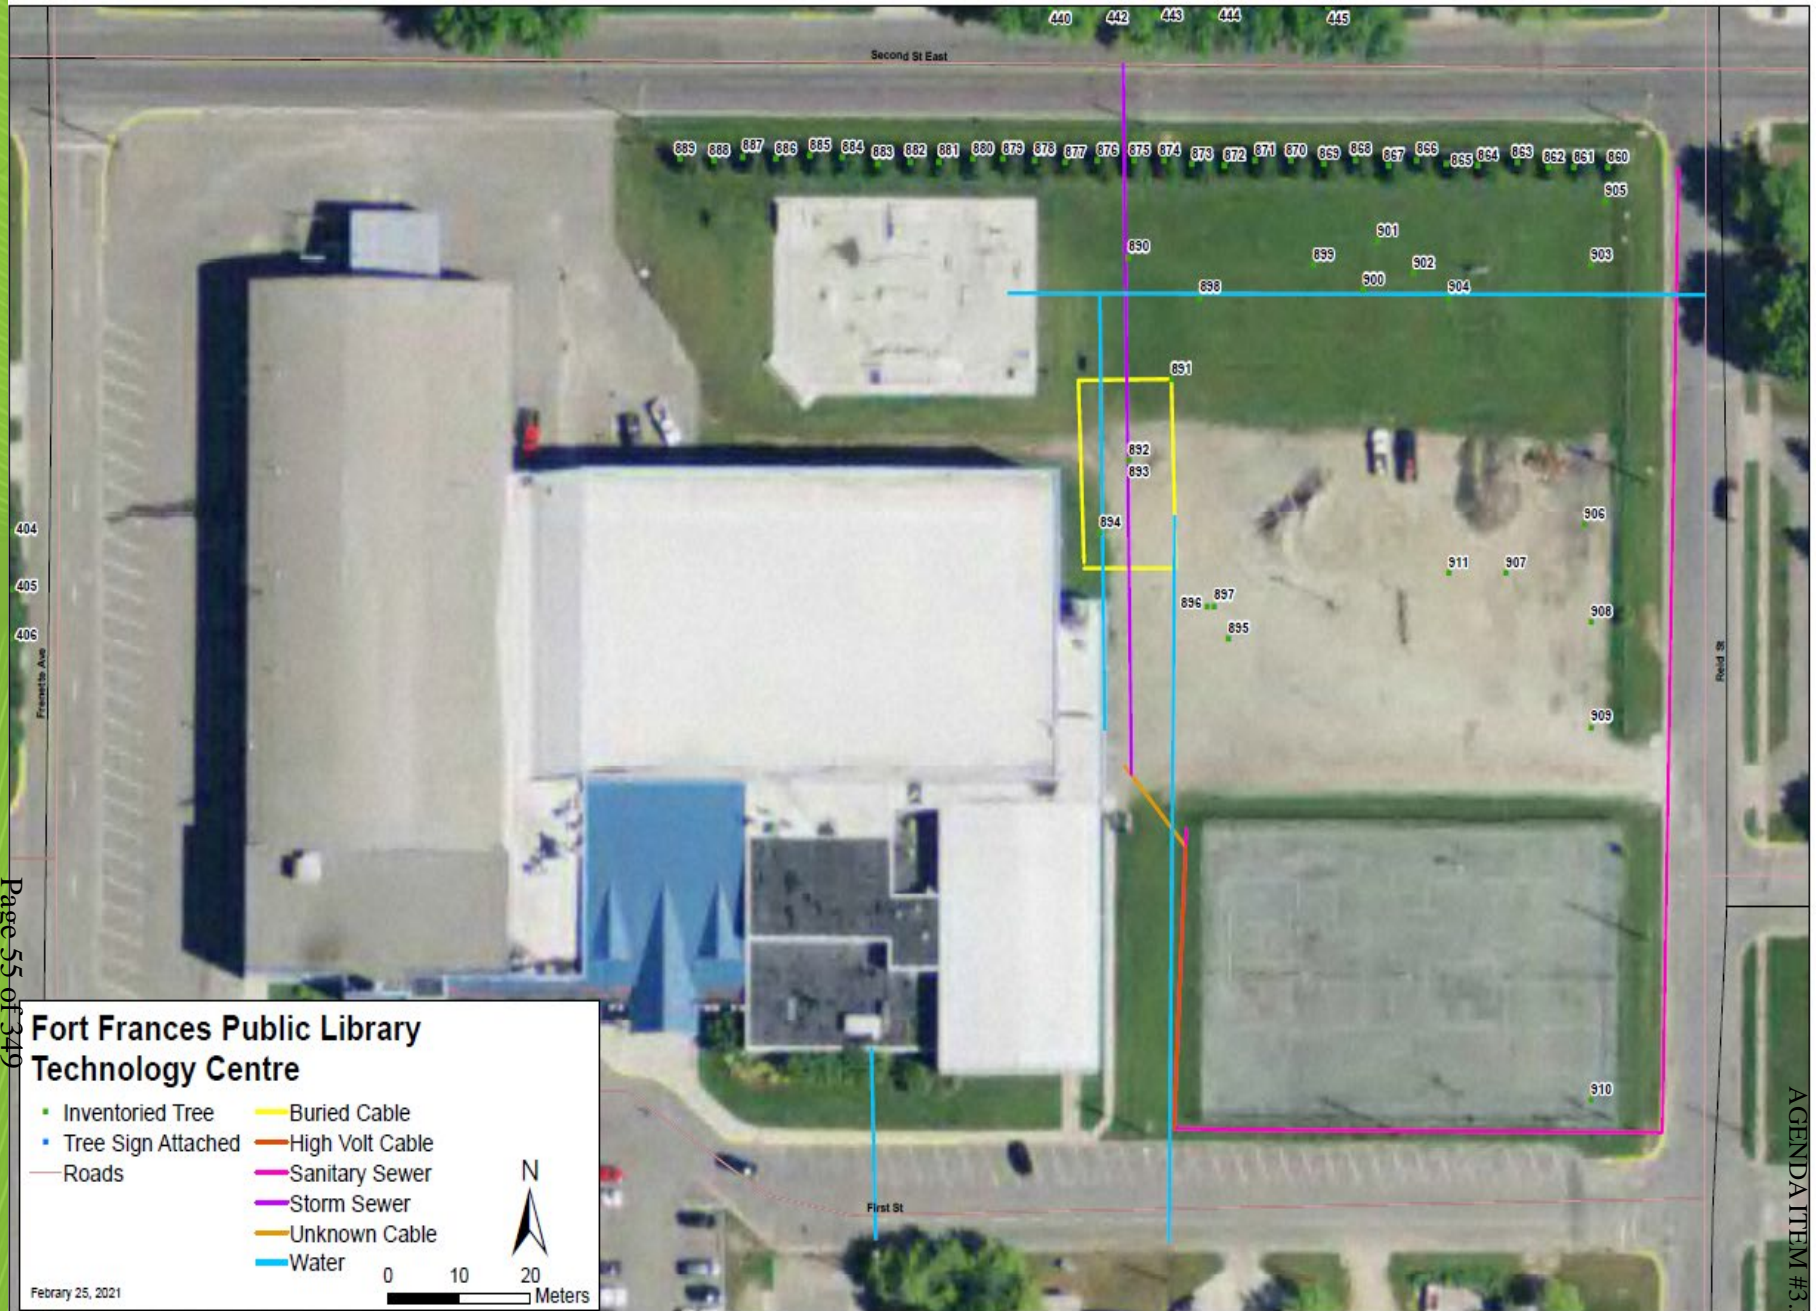 440 442 443 444 445
Second St East
889 888 887 886 885 884 883 882 881 880 879 878 877 876 875 874 873 872 871 870 869 868 867 866 865 864 863 862 861 860
905
901
890 899 902 903
900
898 904
891
892
893
894
906
404
911 907
405
896 897
908
895
406
Frenette Ave
Reid St
909
910
First St
Page 55 of 349
AGENDA ITEM #3.
Fort Frances Public Library
Technology Centre
Inventoried Tree
Tree Sign Attached
Roads
Buried Cable
High Volt Cable
Sanitary Sewer
Storm Sewer
Unknown Cable
Water
N
0 10 20
Meters
Febrary 25, 2021